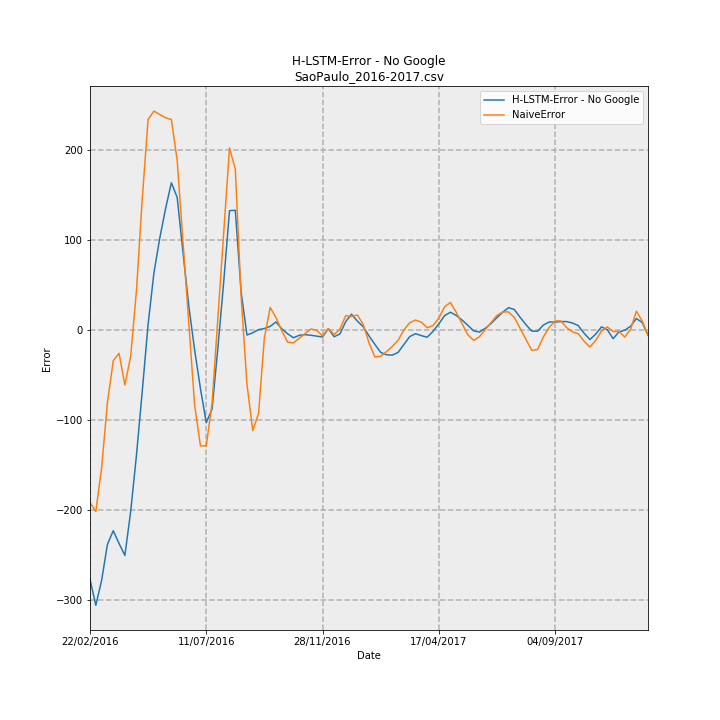 H-LSTM-Error - No Google
SaoPaulo_2016-2017.csv
H-LSTM-Error - No Google
NaiveError
200
100
0
−100
−200
−300
Error
22/02/2016
11/07/2016
28/11/2016
17/04/2017
04/09/2017
Date